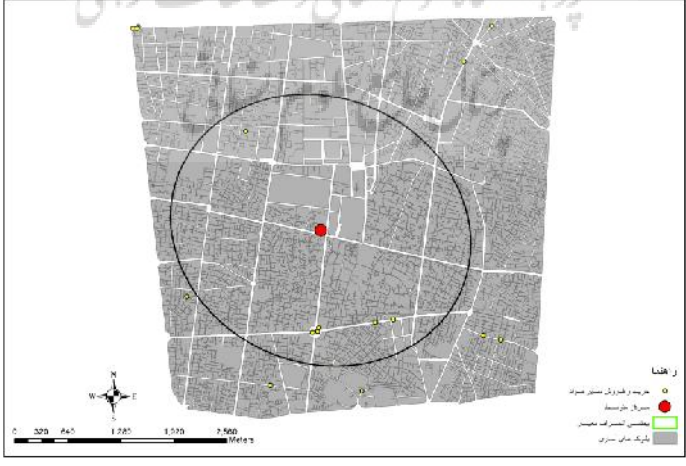 N
W E
S
راهنما
خرید و فروش سایر مواد
مرکز متوسط
بیضی انحراف معیار
بلوک های شهری
0 320 640 1,280 1,920 2,560
Meters